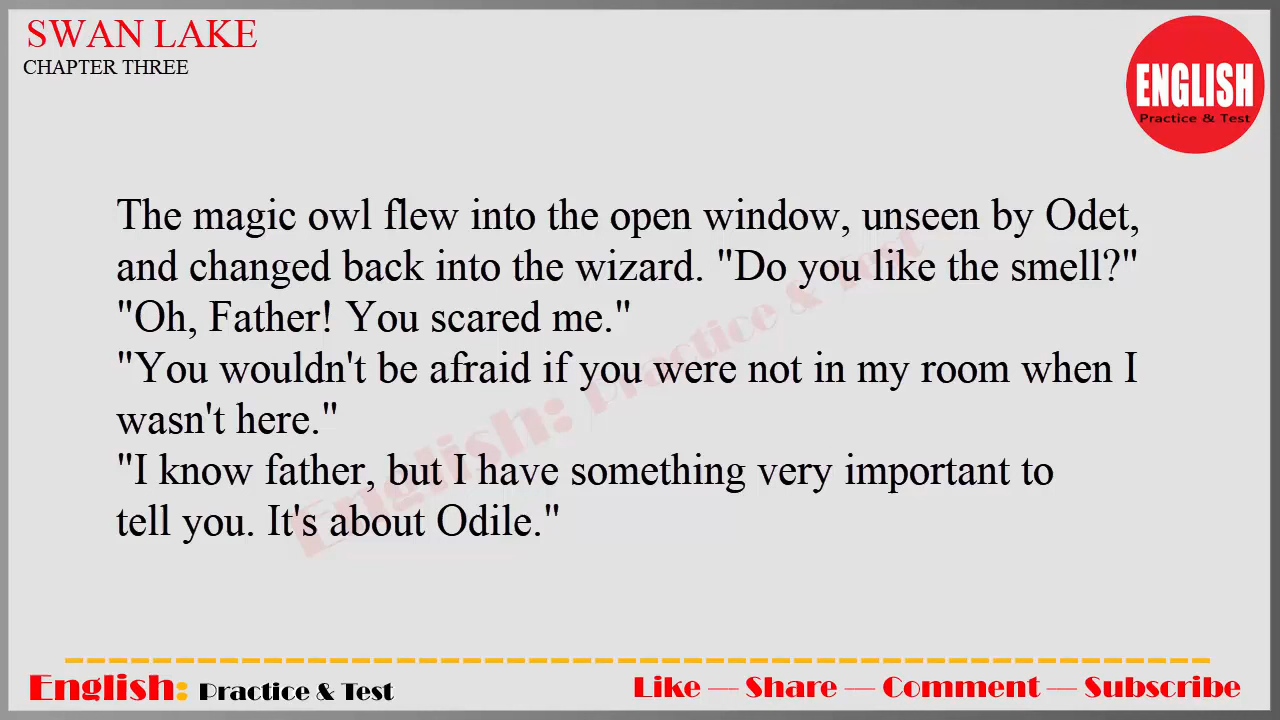 SWAN LAKE
CHAPTER THREE
ENGLISH
Practice & Test
The magic owl flew into the open window, unseen by Odet,
and changed back into the wizard. "Do you like the smell?"
"Oh, Father! You scared me."
"You wouldn't be afraid if you were not in my room when I
wasn't here."
"I know father, but I have something very important to
tell you. It's about Odile."
English: Practice & Test
English: Practice & Test
Like — Share — Comment — Subscribe